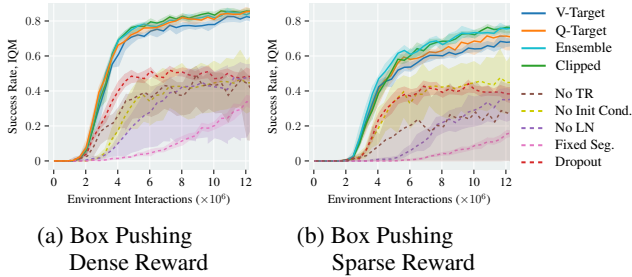 Success Rate, IQM
0.8
0.6
0.4
0.2
0
0 2 4 6 8 10 12
Environment Interactions (×10⁶)
(a) Box Pushing
Dense Reward
Success Rate, IQM
0.8
0.6
0.4
0.2
0
0 2 4 6 8 10 12
Environment Interactions (×10⁶)
(b) Box Pushing
Sparse Reward
V-Target
Q-Target
Ensemble
Clipped
No TR
No Init Cond.
No LN
Fixed Seg.
Dropout